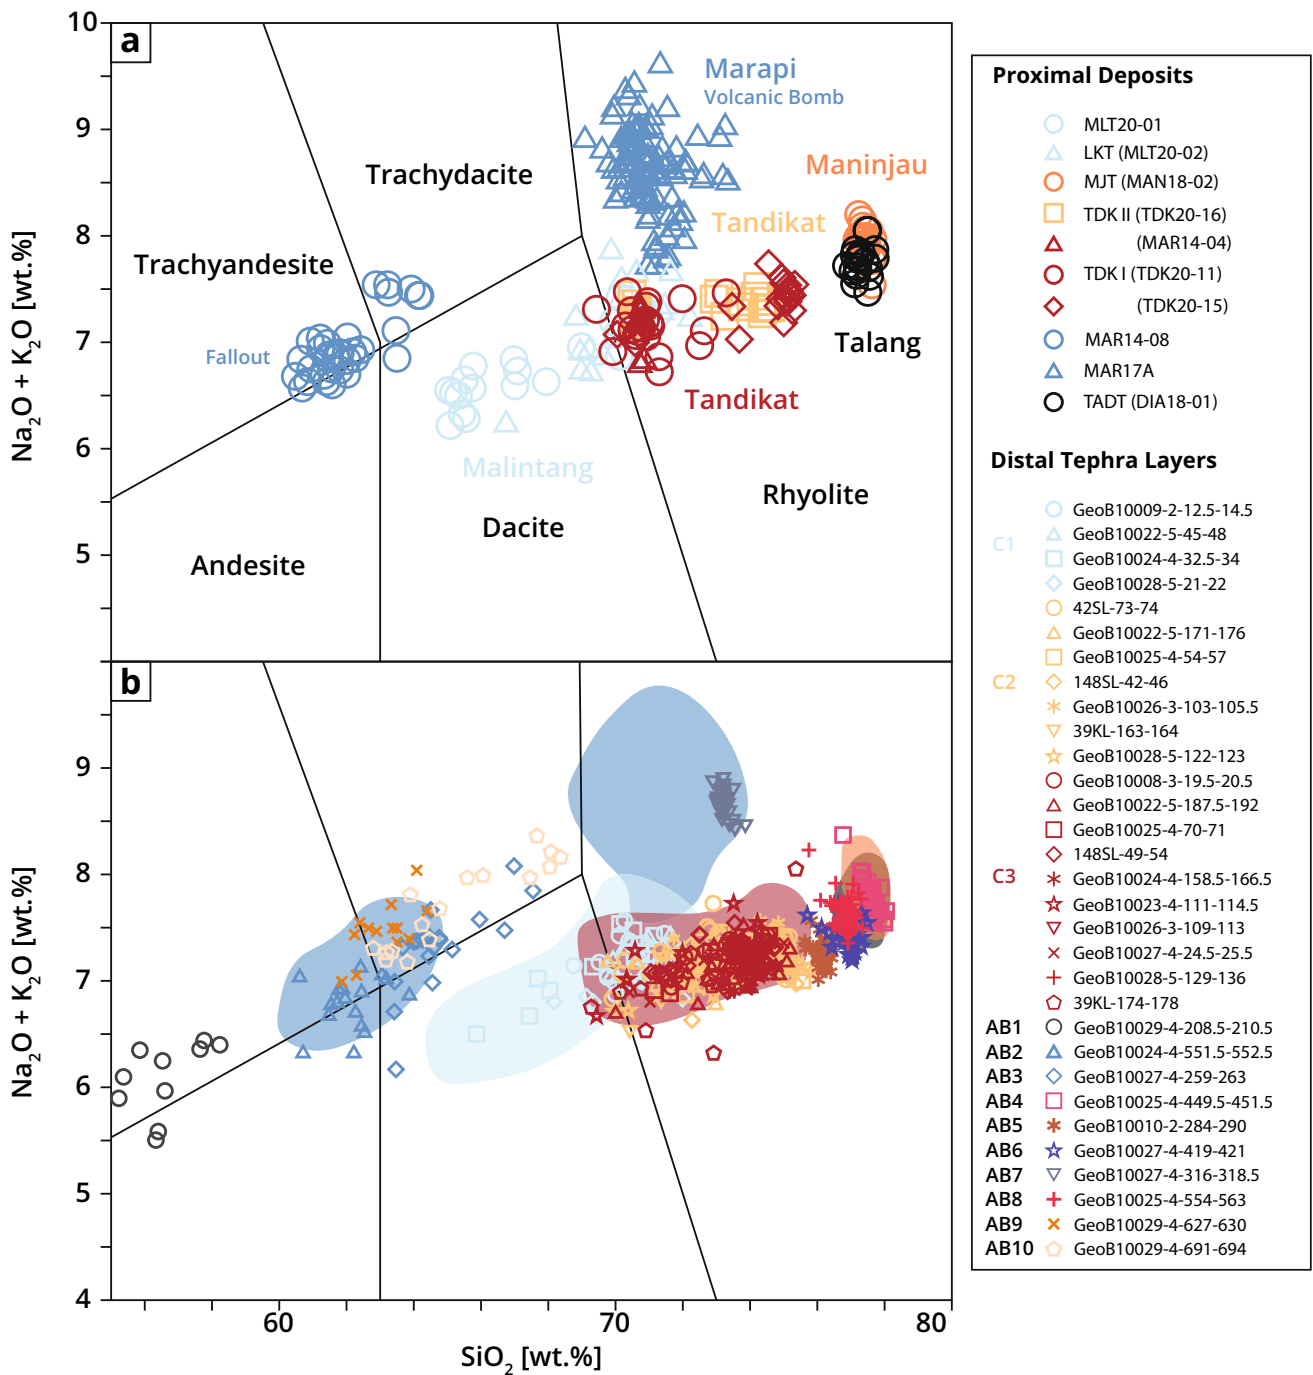 10
9
8
7
6
5
Na₂O + K₂O [wt.%]
a
Marapi
Volcanic Bomb
Trachydacite
Maninjau
Tandikat
Trachyandesite
Fallout
Talang
Tandikat
Malintang
Rhyolite
Dacite
Andesite
b
9
8
7
6
5
4
Na₂O + K₂O [wt.%]
60
70
80
SiO₂ [wt.%]
Proximal Deposits
MLT20-01
LKT (MLT20-02)
MJT (MAN18-02)
TDK II (TDK20-16)
(MAR14-04)
TDK I (TDK20-11)
(TDK20-15)
MAR14-08
MAR17A
TADT (DIA18-01)
Distal Tephra Layers
C1
GeoB10009-2-12.5-14.5
GeoB10022-5-45-48
GeoB10024-4-32.5-34
GeoB10028-5-21-22
C2
42SL-73-74
GeoB10022-5-171-176
GeoB10025-4-54-57
148SL-42-46
GeoB10026-3-103-105.5
39KL-163-164
GeoB10028-5-122-123
C3
GeoB10008-3-19.5-20.5
GeoB10022-5-187.5-192
GeoB10025-4-70-71
148SL-49-54
GeoB10024-4-158.5-166.5
GeoB10023-4-111-114.5
GeoB10026-3-109-113
GeoB10027-4-24.5-25.5
GeoB10028-5-129-136
39KL-174-178
AB1 GeoB10029-4-208.5-210.5
AB2 GeoB10024-4-551.5-552.5
AB3 GeoB10027-4-259-263
AB4 GeoB10025-4-449.5-451.5
AB5 GeoB10010-2-284-290
AB6 GeoB10027-4-419-421
AB7 GeoB10027-4-316-318.5
AB8 GeoB10025-4-554-563
AB9 GeoB10029-4-627-630
AB10 GeoB10029-4-691-694